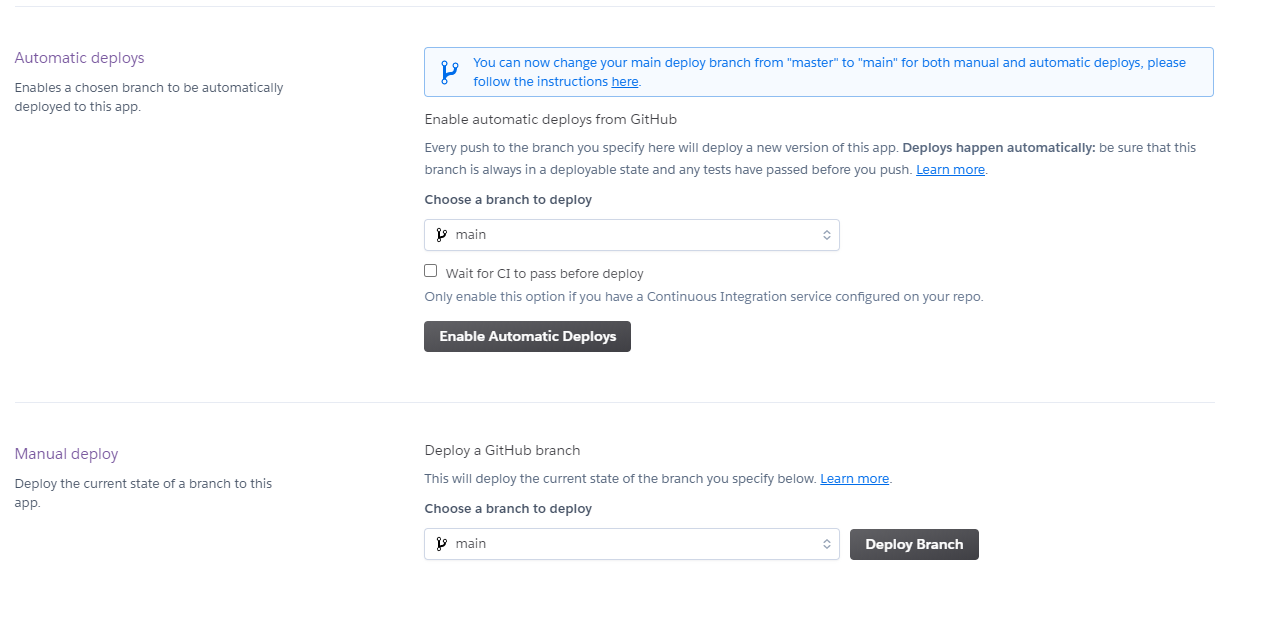 Automatic deploys
Enables a chosen branch to be automatically
deployed to this app.
You can now change your main deploy branch from "master" to "main" for both manual and automatic deploys, please
follow the instructions here.
Enable automatic deploys from GitHub
Every push to the branch you specify here will deploy a new version of this app. Deploys happen automatically: be sure that this
branch is always in a deployable state and any tests have passed before you push. Learn more.
Choose a branch to deploy
main
Wait for CI to pass before deploy
Only enable this option if you have a Continuous Integration service configured on your repo.
Enable Automatic Deploys
Manual deploy
Deploy the current state of a branch to this
app.
Deploy a GitHub branch
This will deploy the current state of the branch you specify below. Learn more.
Choose a branch to deploy
main
Deploy Branch